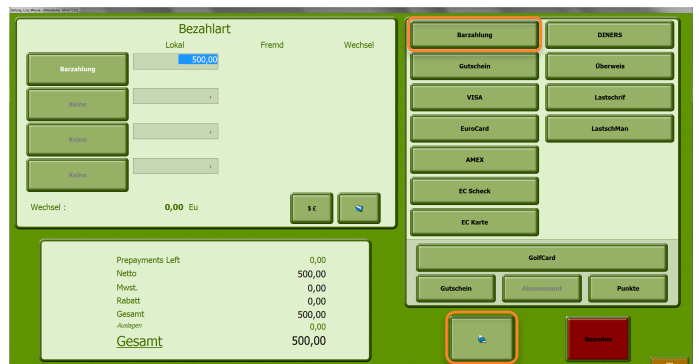 Bezahlart
Lokal Fremd Wechsel
Barzahlung 500,00
Keine ,
Keine ,
Keine ,
Wechsel : 0,00 Eu $ £
Prepayments Left 0,00
Netto 500,00
Mwst. 0,00
Rabatt 0,00
Gesamt 500,00
Auslagen 0,00
Gesamt 500,00
Barzahlung DINERS
Gutschein Überweis
VISA Lastschrif
EuroCard LastschMan
AMEX
EC Scheck
EC Karte
GolfCard
Gutschein Abonnement Punkte
Beenden